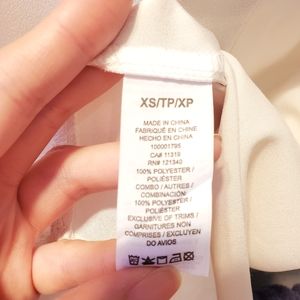 XS/TP/XP
MADE IN CHINA
FABRIQUÉ EN CHINE
HECHO EN CHINA
100001795
CA# 11319
RN# 121340
100% POLYESTER /
POLIÉSTER
COMBO / AUTRES /
COMBINACIÓN:
100% POLYESTER /
POLIÉSTER
EXCLUSIVE OF TRIMS /
GARNITURES NON
COMPRISES / EXCLUYEN
DO AVIOS